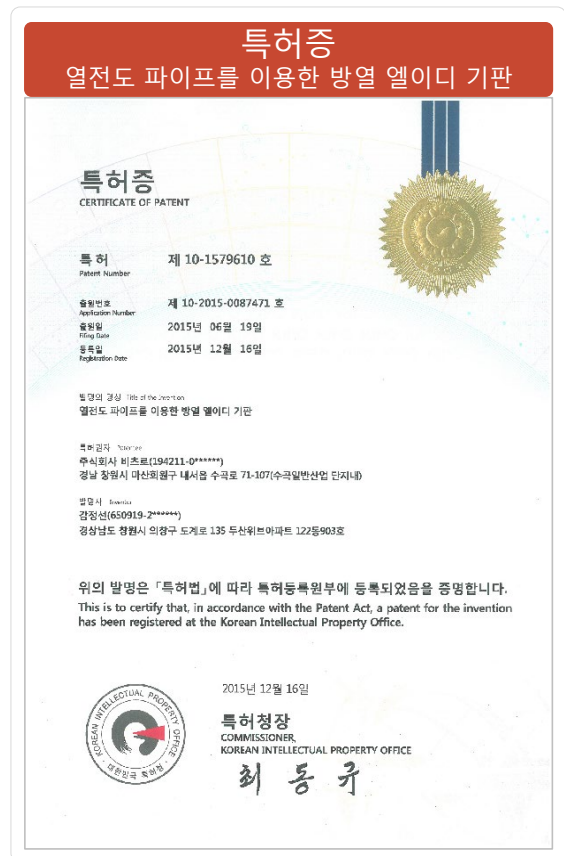 특허증
열전도 파이프를 이용한 방열 엘이디 기판
특허증
CERTIFICATE OF PATENT
특 허 제 10-1579610 호
Patent Number
출원번호 제 10-2015-0087471 호
Application Number
출원일 2015년 06월 19일
Filing Date
등록일 2015년 12월 16일
Registration Date
발명의 명칭 Title of the Invention
열전도 파이프를 이용한 방열 엘이디 기판
특허권자 Patentee
주식회사 비츠로(194211-0******)
경남 창원시 마산회원구 내서읍 수곡로 71-107(수곡일반산업 단지내)
발명자 Inventor
감정선(650919-2******)
경상남도 창원시 의창구 도계로 135 두산위브아파트 122동903호
위의 발명은 「특허법」에 따라 특허등록원부에 등록되었음을 증명합니다.
This is to certify that, in accordance with the Patent Act, a patent for the invention
has been registered at the Korean Intellectual Property Office.
2015년 12월 16일
특허청장
COMMISSIONER,
KOREAN INTELLECTUAL PROPERTY OFFICE
최동규
KOREAN INTELLECTUAL PROPERTY OFFICE
대한민국 특허청